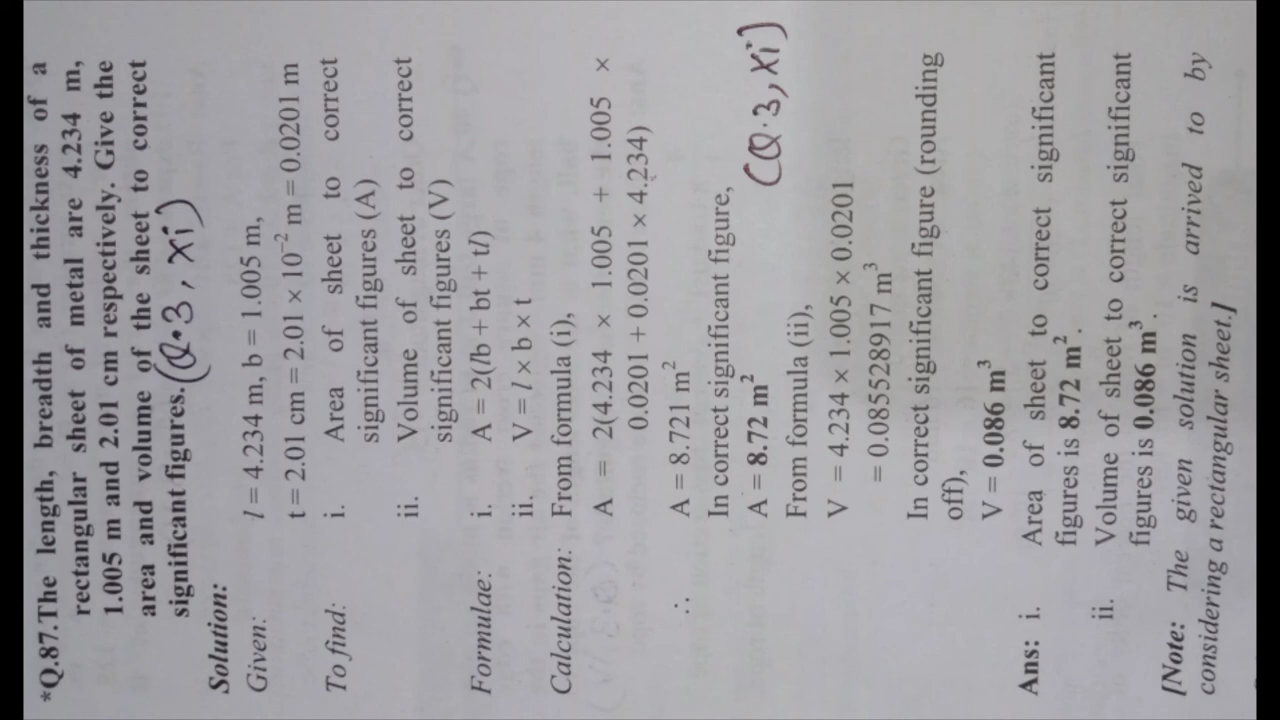 *Q.87.The length, breadth and thickness of a
rectangular sheet of metal are 4.234 m,
1.005 m and 2.01 cm respectively. Give the
area and volume of the sheet to correct
significant figures.(Q.3, xi)
Solution:
Given: l = 4.234 m, b = 1.005 m,
t = 2.01 cm = 2.01 × 10⁻² m = 0.0201 m
To find: i. Area of sheet to correct
significant figures (A)
ii. Volume of sheet to correct
significant figures (V)
Formulae: i. A = 2(lb + bt + tl)
ii. V = l × b × t
Calculation: From formula (i),
A = 2(4.234 × 1.005 + 1.005 ×
0.0201 + 0.0201 × 4.234)
∴ A = 8.721 m²
In correct significant figure,
A = 8.72 m² (Q.3, xi)
From formula (ii),
V = 4.234 × 1.005 × 0.0201
= 0.085528917 m³
In correct significant figure (rounding
off),
V = 0.086 m³
Ans: i. Area of sheet to correct significant
figures is 8.72 m².
ii. Volume of sheet to correct significant
figures is 0.086 m³.
[Note: The given solution is arrived to by
considering a rectangular sheet.]